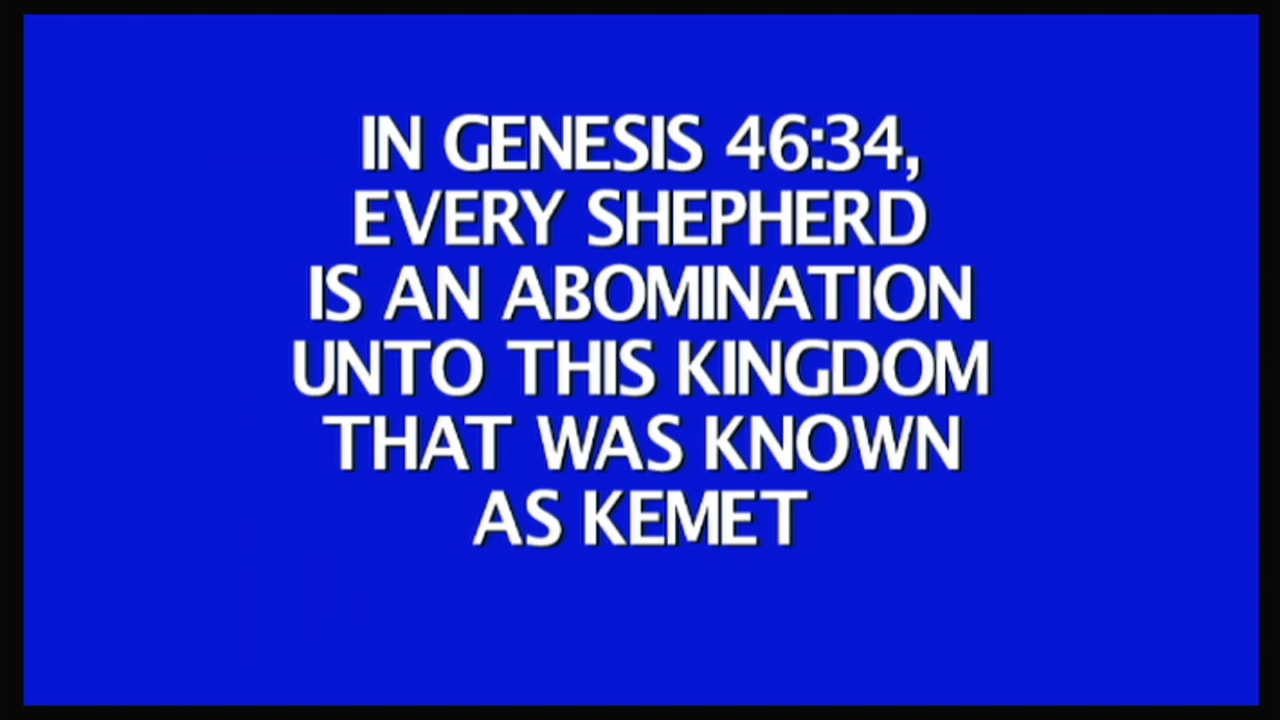 IN GENESIS 46:34,
EVERY SHEPHERD
IS AN ABOMINATION
UNTO THIS KINGDOM
THAT WAS KNOWN
AS KEMET